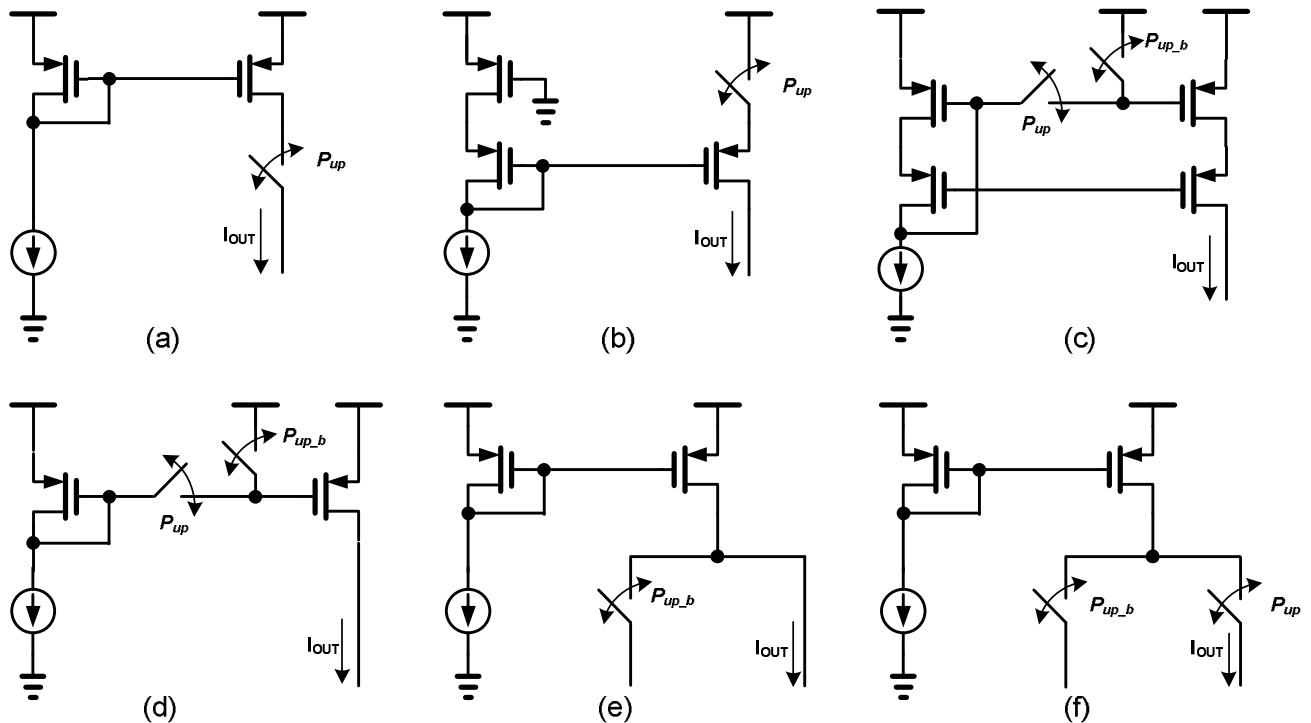 P_up
I_OUT
(a)
P_up
I_OUT
(b)
P_up_b
P_up
I_OUT
(c)
P_up_b
P_up
I_OUT
(d)
P_up_b
I_OUT
(e)
P_up_b
P_up
I_OUT
(f)